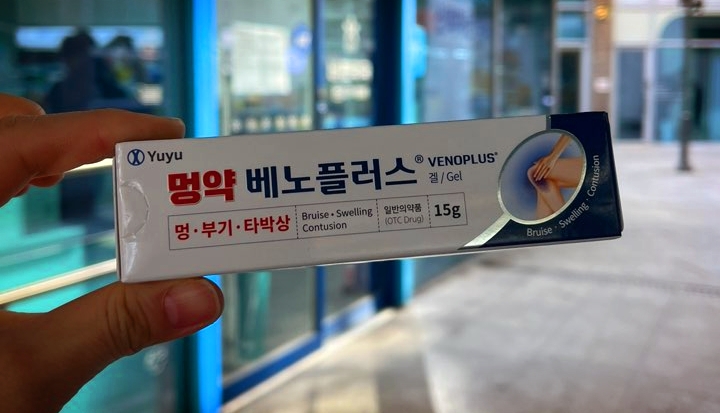 Yuyu
멍약 베노플러스® VENOPLUS®
겔 / Gel
멍·부기·타박상
Bruise • Swelling
Contusion
일반의약품
(OTC Drug)
15g
Bruise · Swelling · Contusion